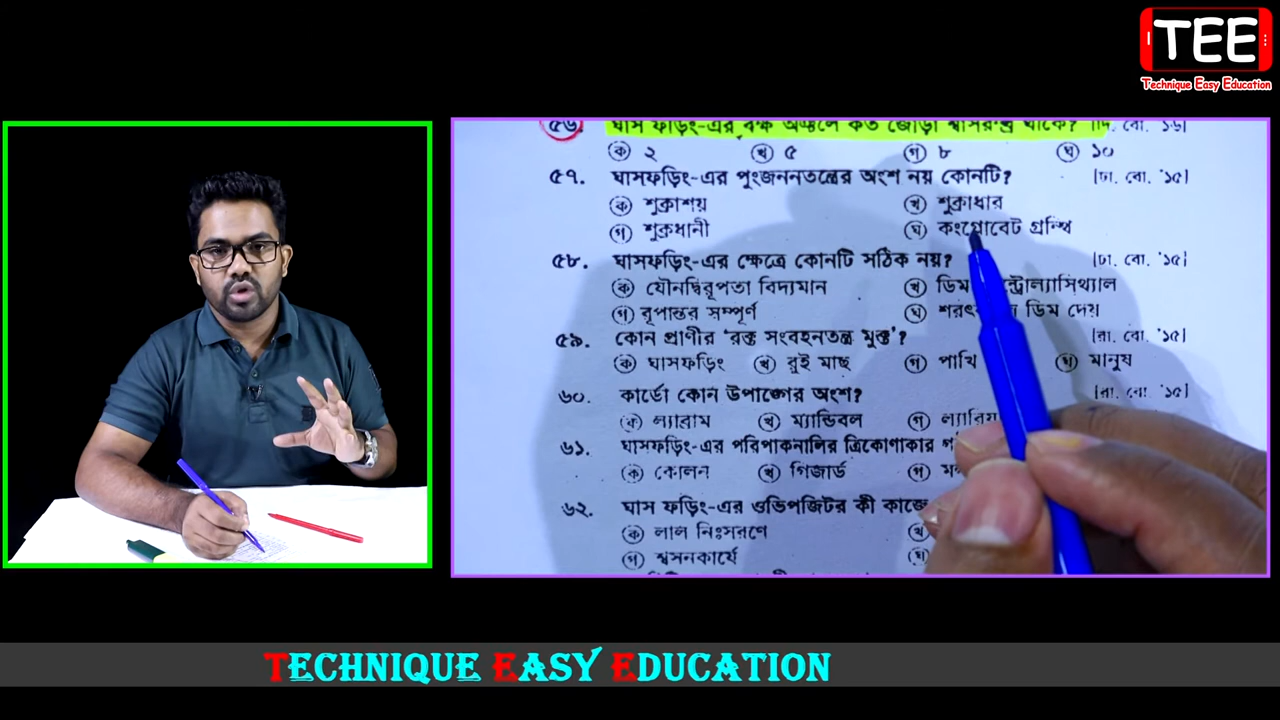 TEE
Technique Easy Education
৫৬. ঘাস ফড়িং-এর বক্ষ অঞ্চলে কত জোড়া শ্বাসরন্ধ্র থাকে? [দি. বো. ১৬]
ক ২ খ ৫ গ ৮ ঘ ১০
৫৭. ঘাসফড়িং-এর পুংজননতন্ত্রের অংশ নয় কোনটি? [ঢা. বো. '১৫]
ক শুক্রাশয় খ শুক্রাধার
গ শুক্রধানী ঘ কংগ্লোবেট গ্রন্থি
৫৮. ঘাসফড়িং-এর ক্ষেত্রে কোনটি সঠিক নয়? [ঢা. বো. '১৫]
ক যৌনদ্বিরূপতা বিদ্যমান খ ডিম
গ রূপান্তর সম্পূর্ণ ঘ ডিম দেয়
৫৯. কোন প্রাণীর 'রক্ত সংবহনতন্ত্র মুক্ত'? [রা. বো. '১৫]
ক ঘাসফড়িং খ রুই মাছ গ পাখি ঘ মানুষ
৬০. কার্ডো কোন উপাঙ্গের অংশ? [রা. বো. '১৫]
ক ল্যাব্রাম খ ম্যান্ডিবল গ
৬১. ঘাসফড়িং-এর পরিপাকনালির ত্রিকোণাকার
ক কোলন খ গিজার্ড গ
৬২. ঘাস ফড়িং-এর ওভিপজিটর কী কাজে
ক লাল নিঃসরণে খ
গ শ্বসনকার্যে ঘ
TECHNIQUE EASY EDUCATION